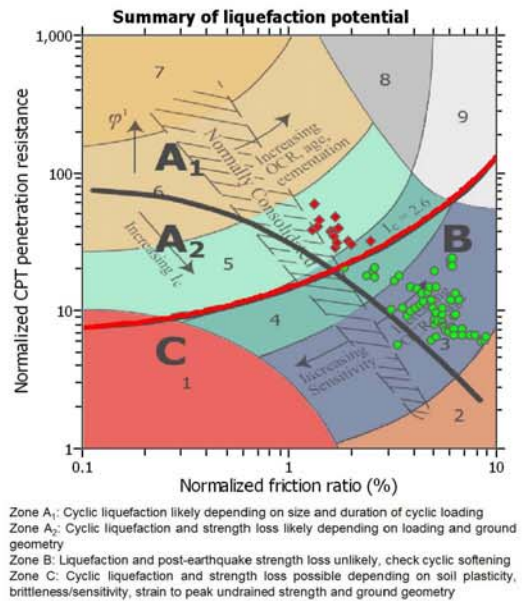 Summary of liquefaction potential
1,000
100
10
1
Normalized CPT penetration resistance
7
8
9
φ'
A1
Increasing
OCR, age,
cementation
Normally Consolidated
6
A2
Increasing Ic
5
Ic = 2.6
B
4
C
1
Increasing
Sensitivity
3
2
0.1
1
10
Normalized friction ratio (%)
Zone A1: Cyclic liquefaction likely depending on size and duration of cyclic loading
Zone A2: Cyclic liquefaction and strength loss likely depending on loading and ground
geometry
Zone B: Liquefaction and post-earthquake strength loss unlikely, check cyclic softening
Zone C: Cyclic liquefaction and strength loss possible depending on soil plasticity,
brittleness/sensitivity, strain to peak undrained strength and ground geometry